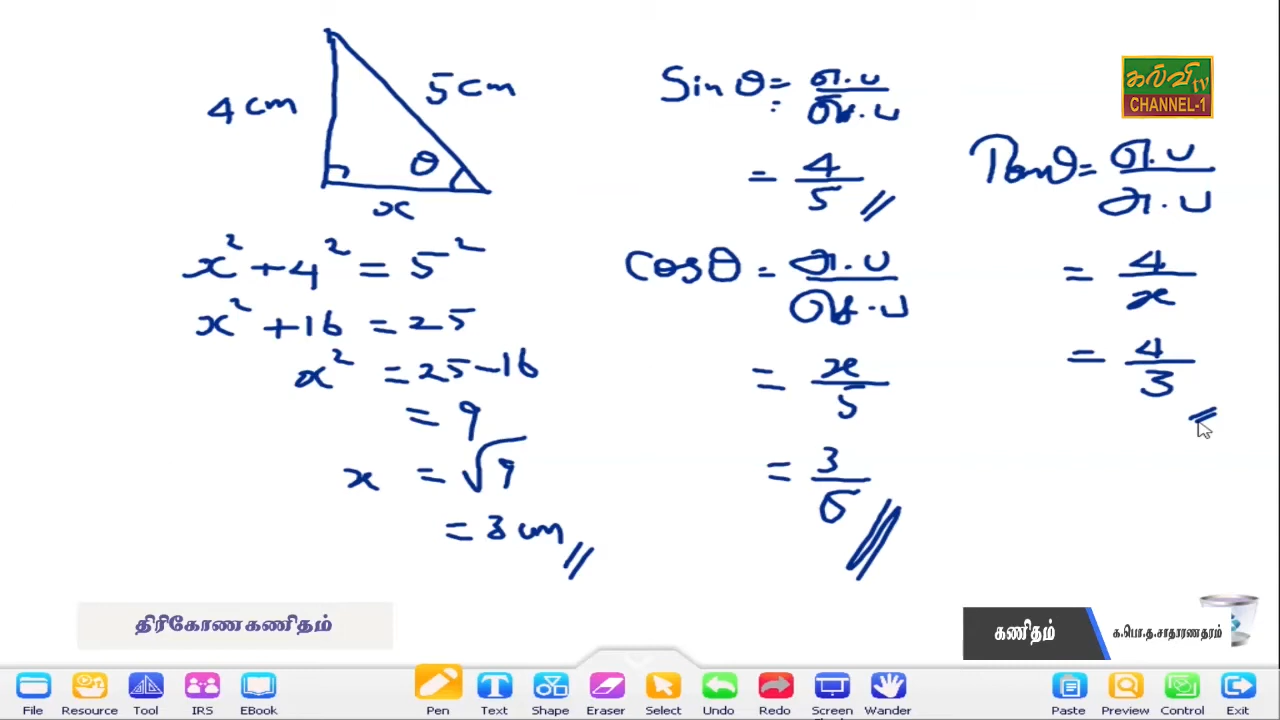 4 cm
5 cm
θ
x
x² + 4² = 5²
x² + 16 = 25
x² = 25 - 16
= 9
x = √9
= 3 cm //
Sin θ = எ.ப / செ.ப
= 4/5 //
cos θ = அ.ப / செ.ப
= x/5
= 3/5 //
Tan θ = எ.ப / அ.ப
= 4/x
= 4/3 //
கல்வி TV
CHANNEL-1
திரிகோணகணிதம்
கணிதம்
க.பொ.த.சாதாரணதரம்
File Resource Tool IRS EBook Pen Text Shape Eraser Select Undo Redo Screen Wander Paste Preview Control Exit